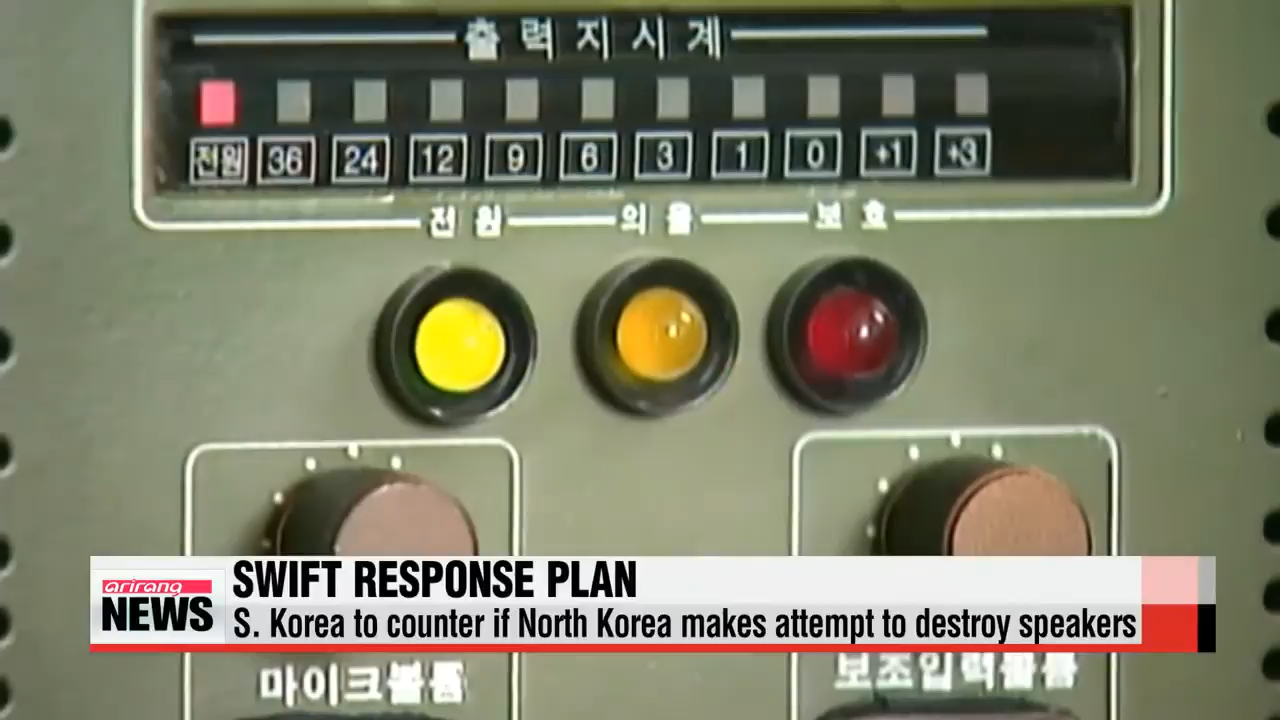 출력지시계
전원 36 24 12 9 6 3 1 0 +1 +3
전원 의율 보호
arirang
NEWS
SWIFT RESPONSE PLAN
S. Korea to counter if North Korea makes attempt to destroy speakers
마이크볼륨 보조입력볼륨